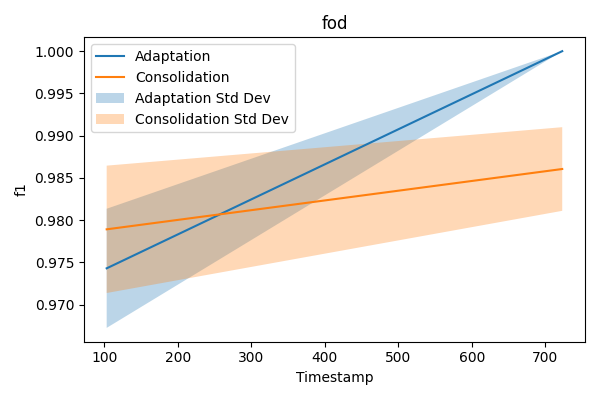 fod
Adaptation
Consolidation
Adaptation Std Dev
Consolidation Std Dev
1.000
0.995
0.990
0.985
0.980
0.975
0.970
f1
100 200 300 400 500 600 700
Timestamp